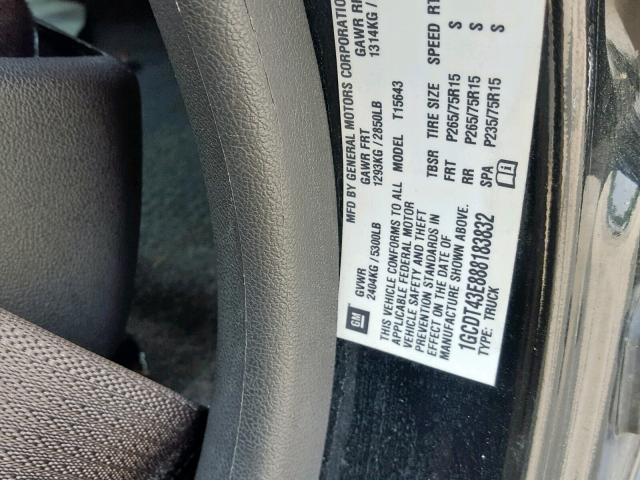 MFD BY GENERAL MOTORS CORPORATION
GVWR GAWR FRT GAWR RR
2404KG / 5300LB 1293KG / 2850LB 1314KG /
GM
THIS VEHICLE CONFORMS TO ALL
APPLICABLE FEDERAL MOTOR
VEHICLE SAFETY AND THEFT
PREVENTION STANDARDS IN
EFFECT ON THE DATE OF
MANUFACTURE SHOWN ABOVE.
1GCDT43E888183832
TYPE: TRUCK
MODEL T15643
TBSR TIRE SIZE SPEED RT
FRT P265/75R15 S
RR P265/75R15 S
SPA P235/75R15 S